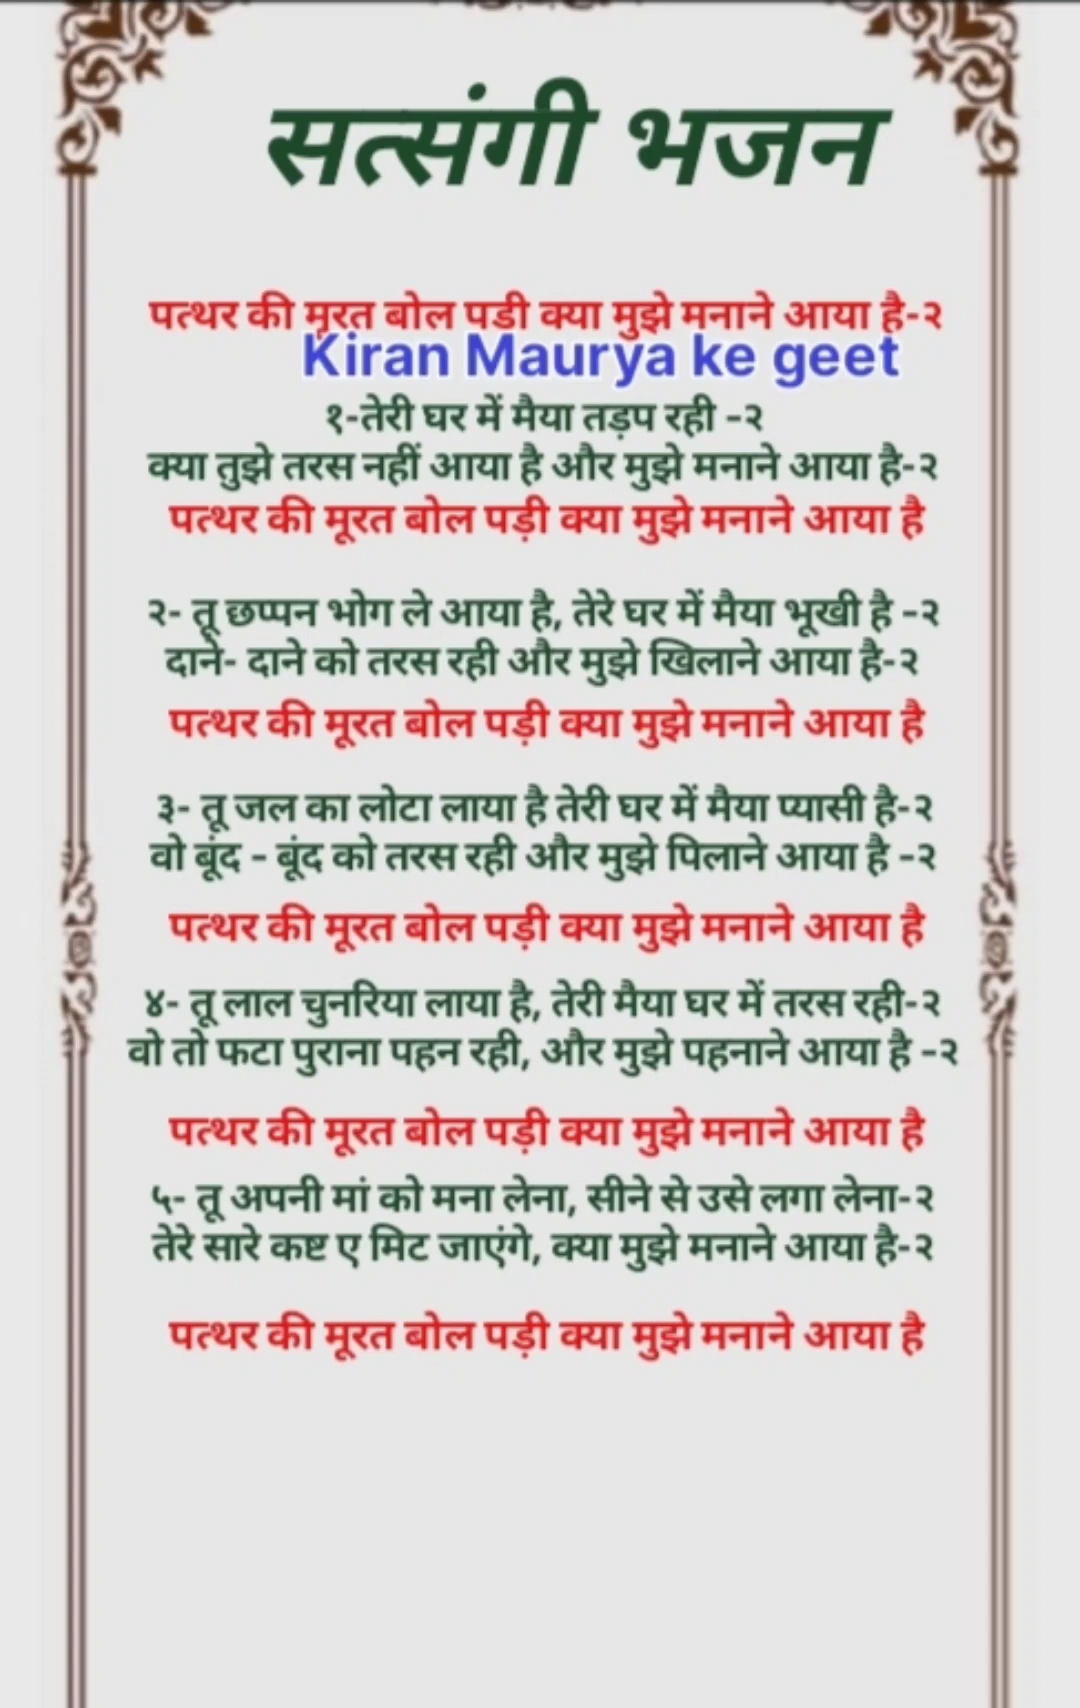 सत्संगी भजन
पत्थर की मूरत बोल पडी क्या मुझे मनाने आया है-२
Kiran Maurya ke geet
१-तेरी घर में मैया तड़प रही -२
क्या तुझे तरस नहीं आया है और मुझे मनाने आया है-२
पत्थर की मूरत बोल पड़ी क्या मुझे मनाने आया है
२- तू छप्पन भोग ले आया है, तेरे घर में मैया भूखी है -२
दाने- दाने को तरस रही और मुझे खिलाने आया है-२
पत्थर की मूरत बोल पड़ी क्या मुझे मनाने आया है
३- तू जल का लोटा लाया है तेरी घर में मैया प्यासी है-२
वो बूंद - बूंद को तरस रही और मुझे पिलाने आया है -२
पत्थर की मूरत बोल पड़ी क्या मुझे मनाने आया है
४- तू लाल चुनरिया लाया है, तेरी मैया घर में तरस रही-२
वो तो फटा पुराना पहन रही, और मुझे पहनाने आया है -२
पत्थर की मूरत बोल पड़ी क्या मुझे मनाने आया है
५- तू अपनी मां को मना लेना, सीने से उसे लगा लेना-२
तेरे सारे कष्ट ए मिट जाएंगे, क्या मुझे मनाने आया है-२
पत्थर की मूरत बोल पड़ी क्या मुझे मनाने आया है